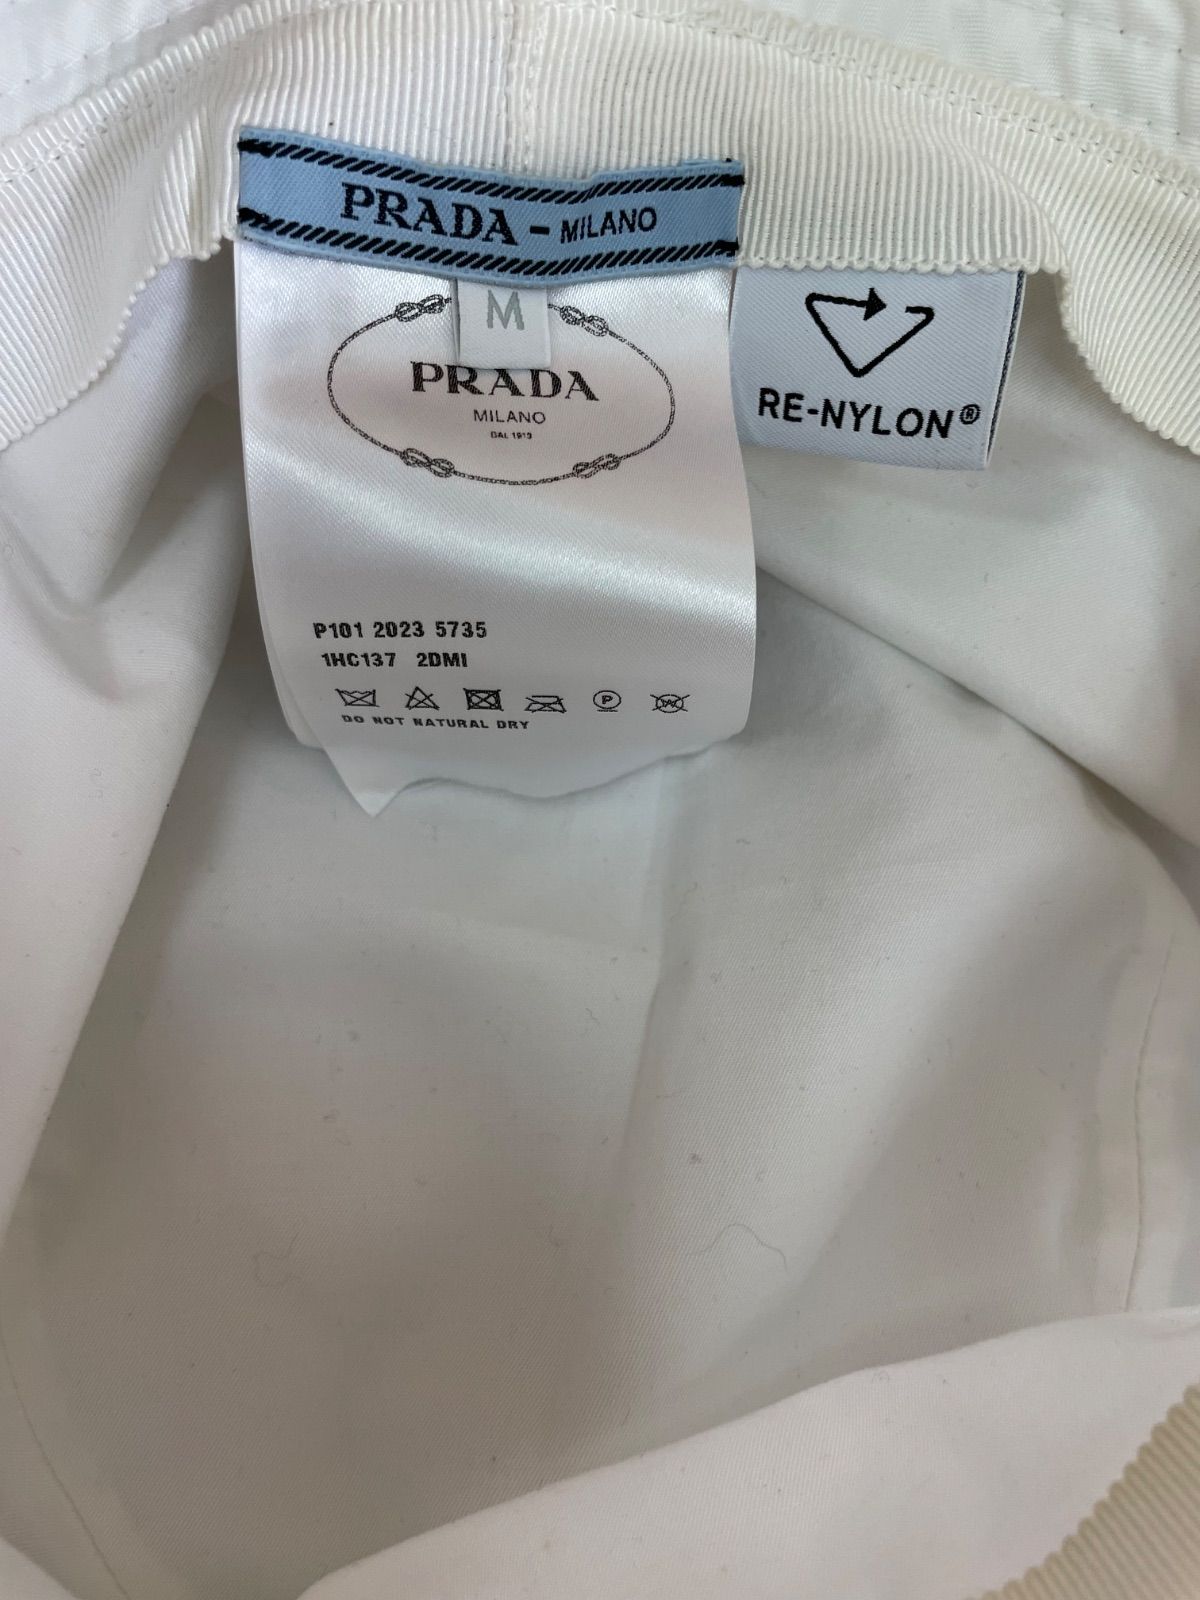 PRADA - MILANO
M
PRADA
MILANO
DAL 1913
RE-NYLON®
P101 2023 5735
1HC137 2DMI
P W
DO NOT NATURAL DRY